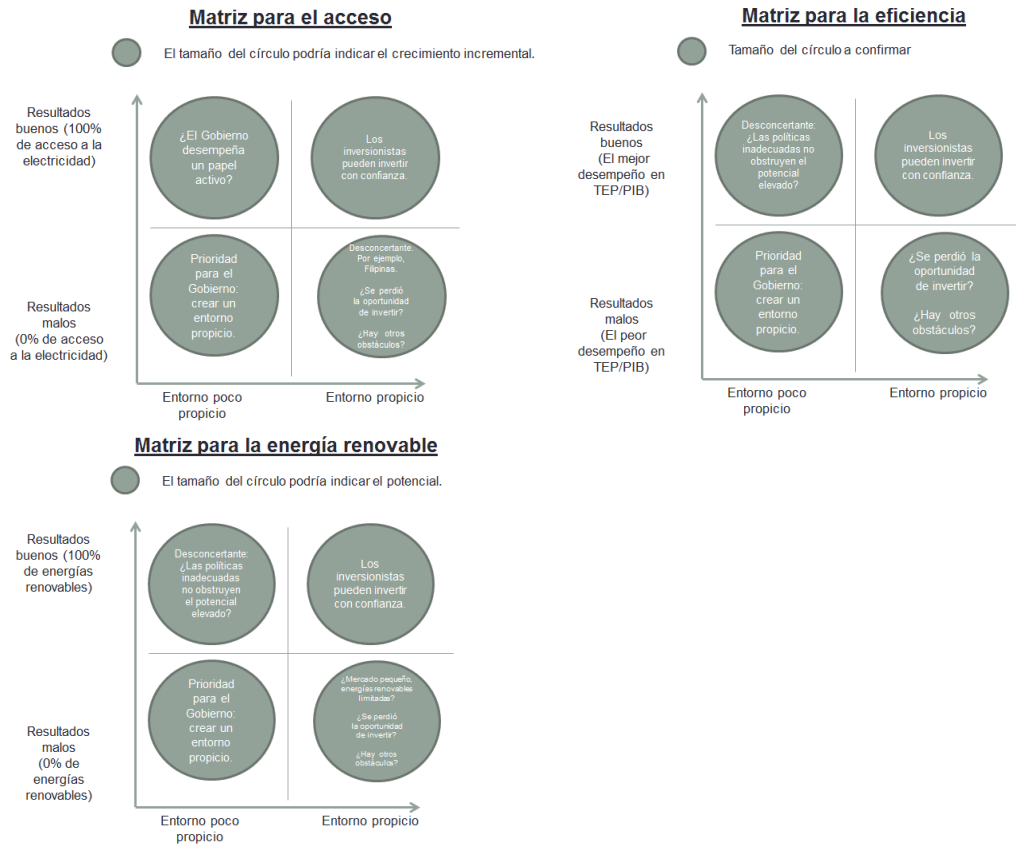 Matriz para el acceso
El tamaño del círculo podría indicar el crecimiento incremental.
Resultados
buenos (100%
de acceso a la
electricidad)
¿El Gobierno
desempeña
un papel
activo?
Los
inversionistas
pueden invertir
con confianza.
Resultados
malos
(0% de acceso
a la electricidad)
Prioridad
para el
Gobierno:
crear un
entorno
propicio.
Desconcertante.
Por ejemplo,
Filipinas.
¿Se perdió
la oportunidad
de invertir?
¿Hay otros
obstáculos?
Entorno poco
propicio
Entorno propicio
Matriz para la eficiencia
Tamaño del círculo a confirmar
Resultados
buenos
(El mejor
desempeño en
TEP/PIB)
Desconcertante:
¿Las políticas
inadecuadas no
obstruyen el
potencial
elevado?
Los
inversionistas
pueden invertir
con confianza.
Resultados
malos
(El peor
desempeño en
TEP/PIB)
Prioridad
para el
Gobierno:
crear un
entorno
propicio.
¿Se perdió la
oportunidad
de invertir?
¿Hay otros
obstáculos?
Entorno poco
propicio
Entorno propicio
Matriz para la energía renovable
El tamaño del círculo podría indicar el potencial.
Resultados
buenos (100%
de energías
renovables)
Desconcertante:
¿Las políticas
inadecuadas
no obstruyen
el potencial
elevado?
Los
inversionistas
pueden invertir
con confianza.
Resultados
malos
(0% de
energías
renovables)
Prioridad
para el
Gobierno:
crear un
entorno
propicio.
¿Mercado pequeño,
energías renovables
limitadas?
¿Se perdió
la oportunidad
de invertir?
¿Hay otros
obstáculos?
Entorno poco
propicio
Entorno propicio